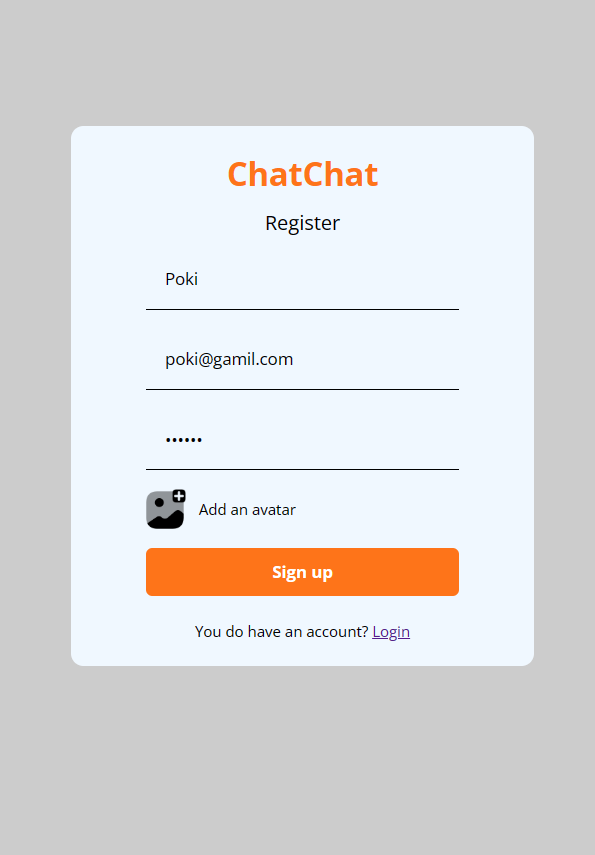 ChatChat
Register
Poki
poki@gamil.com
••••••
Add an avatar
Sign up
You do have an account? Login